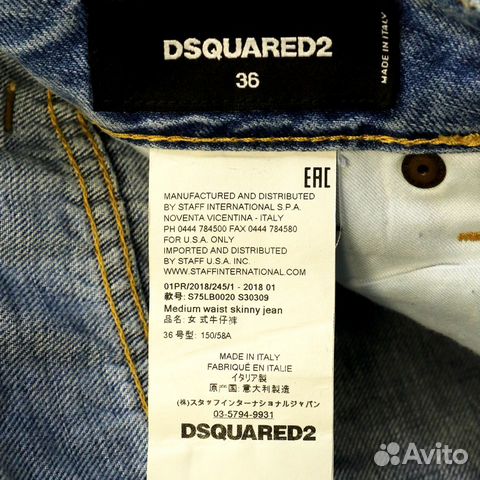 DSQUARED2
36
MADE IN ITALY
EAC
MANUFACTURED AND DISTRIBUTED
BY STAFF INTERNATIONAL S.P.A.
NOVENTA VICENTINA - ITALY
PH 0444 784500 FAX 0444 784580
FOR U.S.A. ONLY
IMPORTED AND DISTRIBUTED
BY STAFF U.S.A. INC.
WWW.STAFFINTERNATIONAL.COM
01PR/2018/245/1 - 2018 01
款号: S75LB0020 S30309
Medium waist skinny jean
品名: 女式牛仔裤
36 号型: 150/58A
MADE IN ITALY
FABRIQUÉ EN ITALIE
イタリア製
原产国: 意大利製造
㈱スタッフインターナショナルジャパン
03-5794-9931
DSQUARED2
Avito